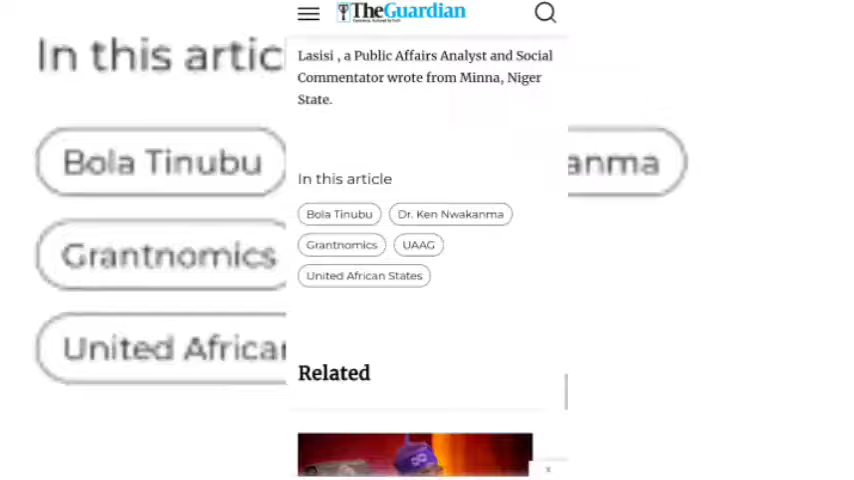 TheGuardian
Lasisi , a Public Affairs Analyst and Social
Commentator wrote from Minna, Niger
State.
In this article
Bola Tinubu
Dr. Ken Nwakanma
Grantnomics
UAAG
United African States
Related
x
In this artic
Bola Tinubu
anma
Grantnomics
United Africa